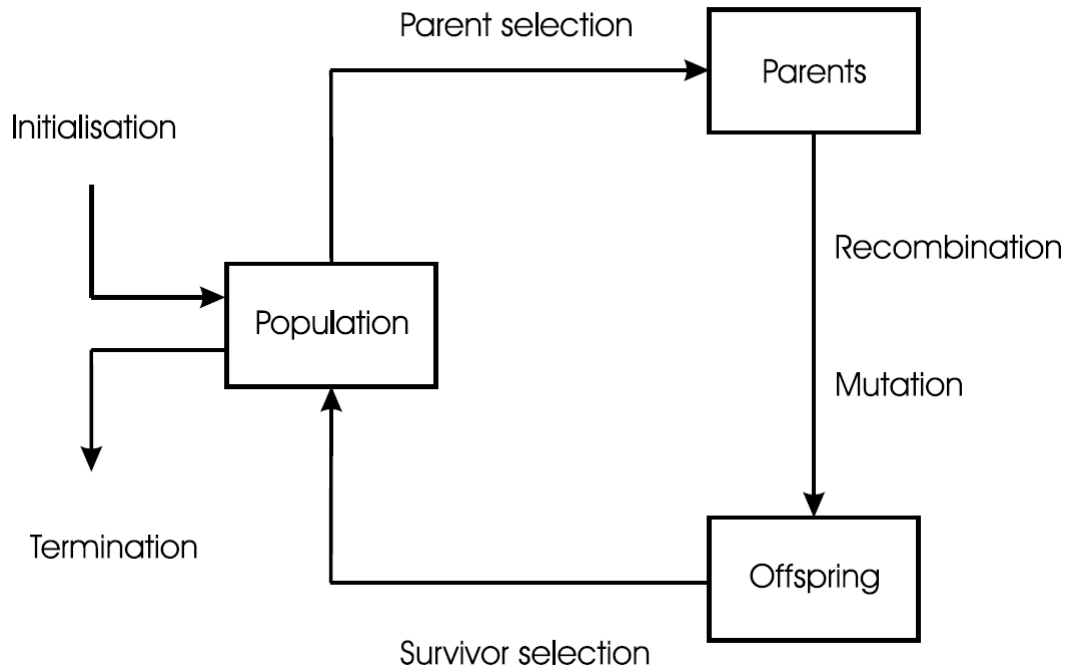 Parent selection
Parents
Initialisation
Recombination
Population
Mutation
Termination
Offspring
Survivor selection